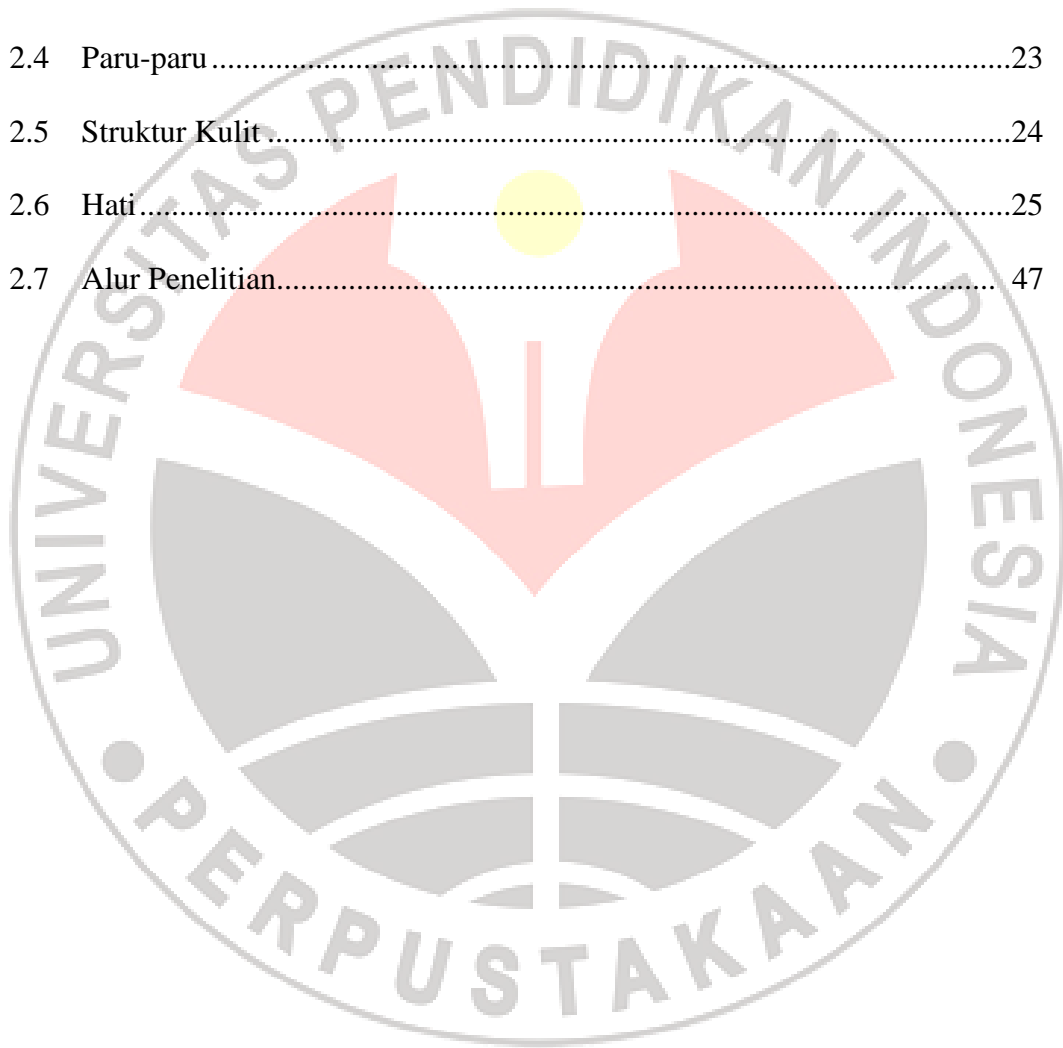 2.4 Paru-paru....................................................................................23
2.5 Struktur Kulit.............................................................................24
2.6 Hati.............................................................................................25
2.7 Alur Penelitian........................................................................... 47
UNIVERSITAS PENDIDIKAN INDONESIA
PERPUSTAKAAN